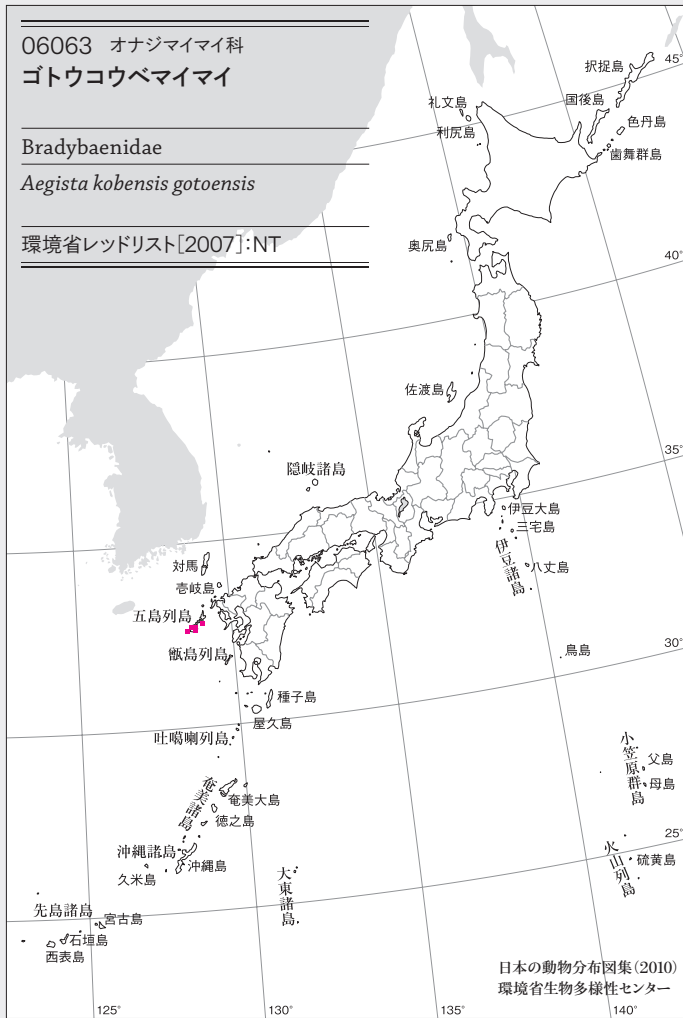 06063 オナジマイマイ科
ゴトウコウベマイマイ
Bradybaenidae
Aegista kobensis gotoensis
環境省レッドリスト[2007]:NT
択捉島
45°
国後島
礼文島
色丹島
利尻島
歯舞群島
奥尻島
40°
佐渡島
35°
隠岐諸島
伊豆大島
三宅島
伊豆諸島
八丈島
対馬
壱岐島
五島列島
甑島列島
鳥島
30°
種子島
屋久島
吐噶喇列島
小笠原群島
父島
母島
奄美諸島
奄美大島
徳之島
25°
沖縄諸島
沖縄島
久米島
火山列島
硫黄島
大東諸島
先島諸島
宮古島
石垣島
西表島
日本の動物分布図集(2010)
環境省生物多様性センター
125°
130°
135°
140°